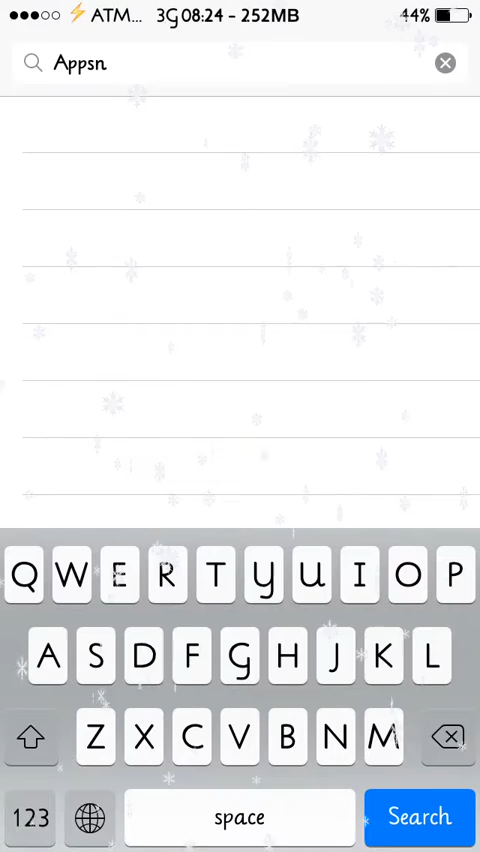 ATM... 3G 08:24 - 252MB 44%
Appsn
Q W E R T Y U I O P
A S D F G H J K L
Z X C V B N M
123 space Search